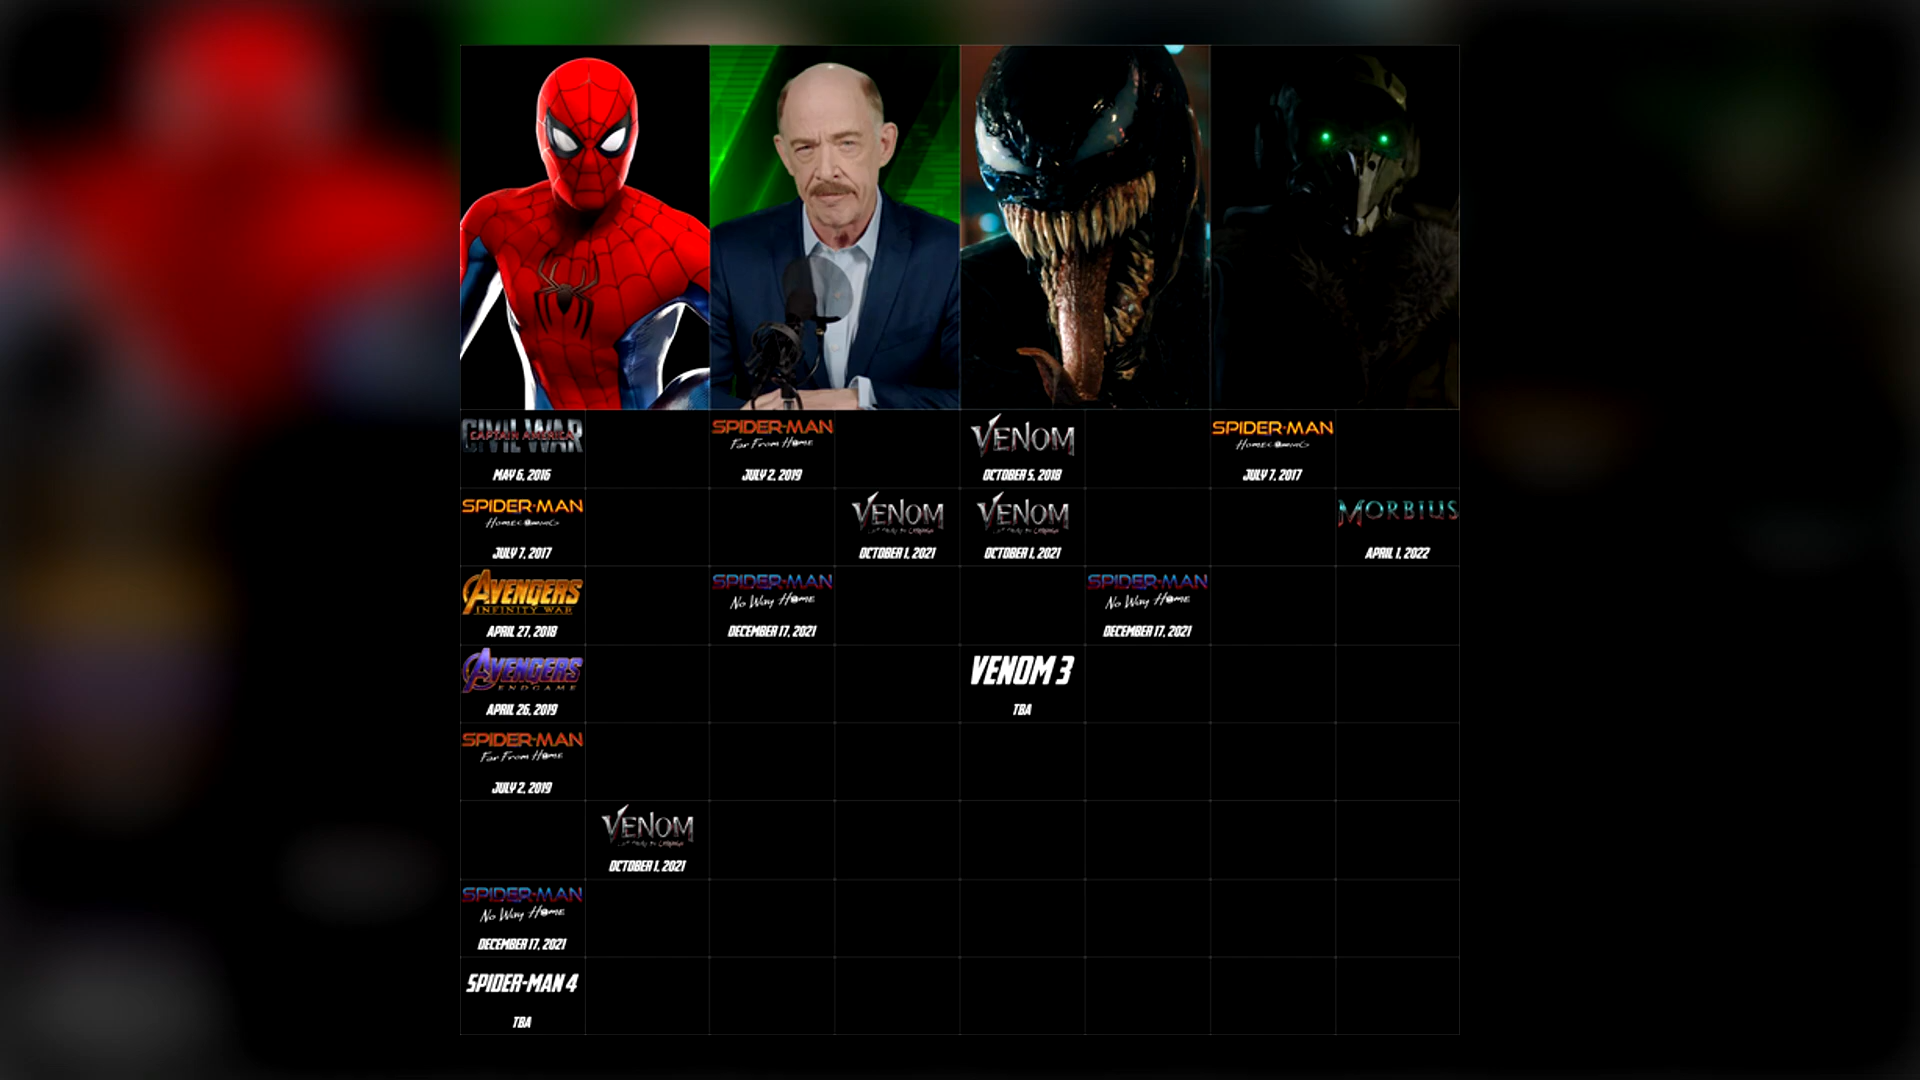 CIVIL WAR
CAPTAIN AMERICA
MAY 6, 2016
SPIDER-MAN
Far From Home
JULY 2, 2019
VENOM
OCTOBER 5, 2018
SPIDER-MAN
HOMECOMING
JULY 7, 2017
SPIDER-MAN
HOMECOMING
JULY 7, 2017
VENOM
OCTOBER 1, 2021
VENOM
OCTOBER 1, 2021
MORBIUS
APRIL 1, 2022
AVENGERS
INFINITY WAR
APRIL 27, 2018
SPIDER-MAN
No Way Home
DECEMBER 17, 2021
SPIDER-MAN
No Way Home
DECEMBER 17, 2021
AVENGERS
ENDGAME
APRIL 26, 2019
VENOM 3
TBA
SPIDER-MAN
Far From Home
JULY 2, 2019
VENOM
OCTOBER 1, 2021
SPIDER-MAN
No Way Home
DECEMBER 17, 2021
SPIDER-MAN 4
TBA